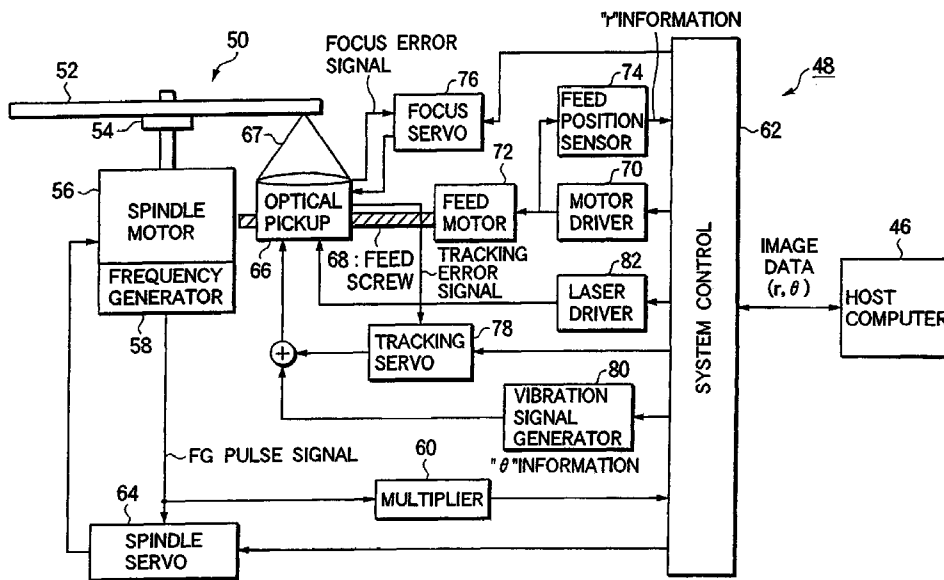 "r"INFORMATION
50
FOCUS ERROR
SIGNAL
76
74
48
52
FOCUS
SERVO
FEED
POSITION
SENSOR
62
54
67
72
70
56
SPINDLE
MOTOR
OPTICAL
PICKUP
FEED
MOTOR
MOTOR
DRIVER
66
68 : FEED
SCREW
TRACKING
ERROR
SIGNAL
82
LASER
DRIVER
SYSTEM CONTROL
IMAGE
DATA
(r, θ)
46
HOST
COMPUTER
FREQUENCY
GENERATOR
58
78
TRACKING
SERVO
+
80
VIBRATION
SIGNAL
GENERATOR
FG PULSE SIGNAL
60
"θ"INFORMATION
MULTIPLIER
64
SPINDLE
SERVO